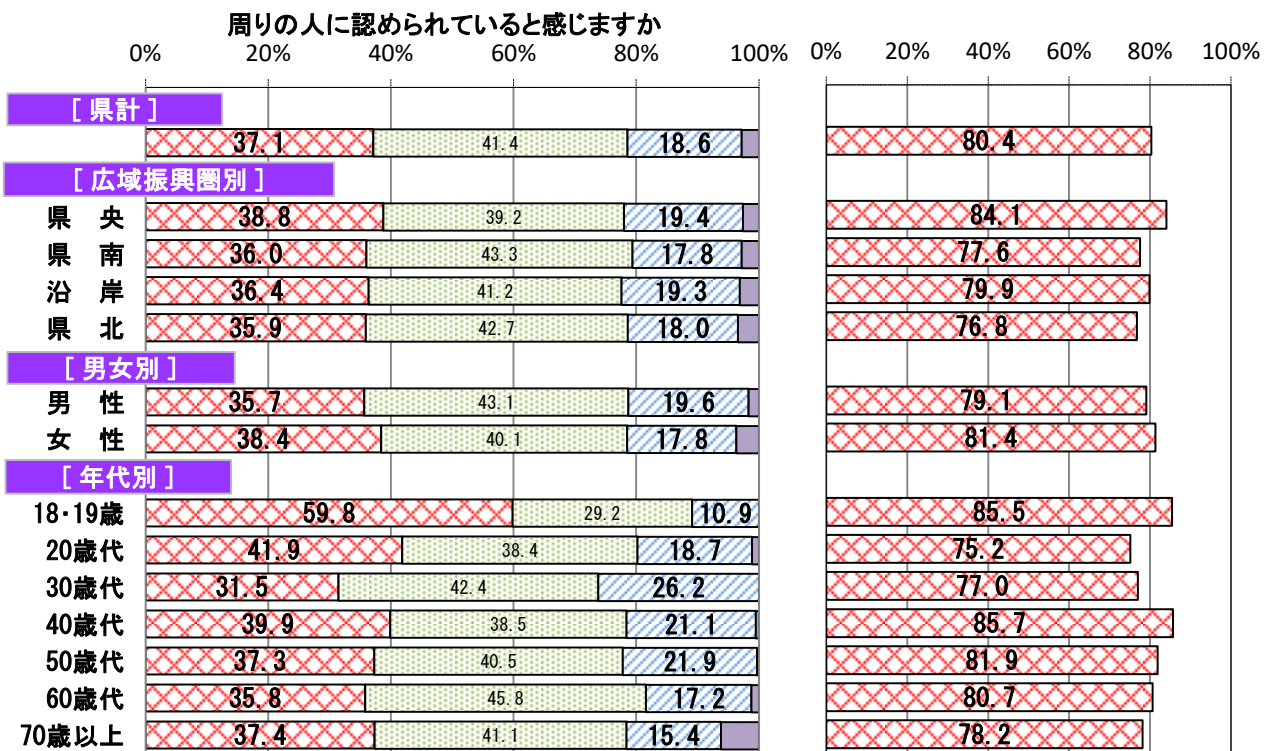 周りの人に認められていると感じますか
0% 20% 40% 60% 80% 100% 0% 20% 40% 60% 80% 100%
[ 県計 ]
37.1 41.4 18.6 80.4
[ 広域振興圏別 ]
県 央 38.8 39.2 19.4 84.1
県 南 36.0 43.3 17.8 77.6
沿 岸 36.4 41.2 19.3 79.9
県 北 35.9 42.7 18.0 76.8
[ 男女別 ]
男 性 35.7 43.1 19.6 79.1
女 性 38.4 40.1 17.8 81.4
[ 年代別 ]
18・19歳 59.8 29.2 10.9 85.5
20歳代 41.9 38.4 18.7 75.2
30歳代 31.5 42.4 26.2 77.0
40歳代 39.9 38.5 21.1 85.7
50歳代 37.3 40.5 21.9 81.9
60歳代 35.8 45.8 17.2 80.7
70歳以上 37.4 41.1 15.4 78.2